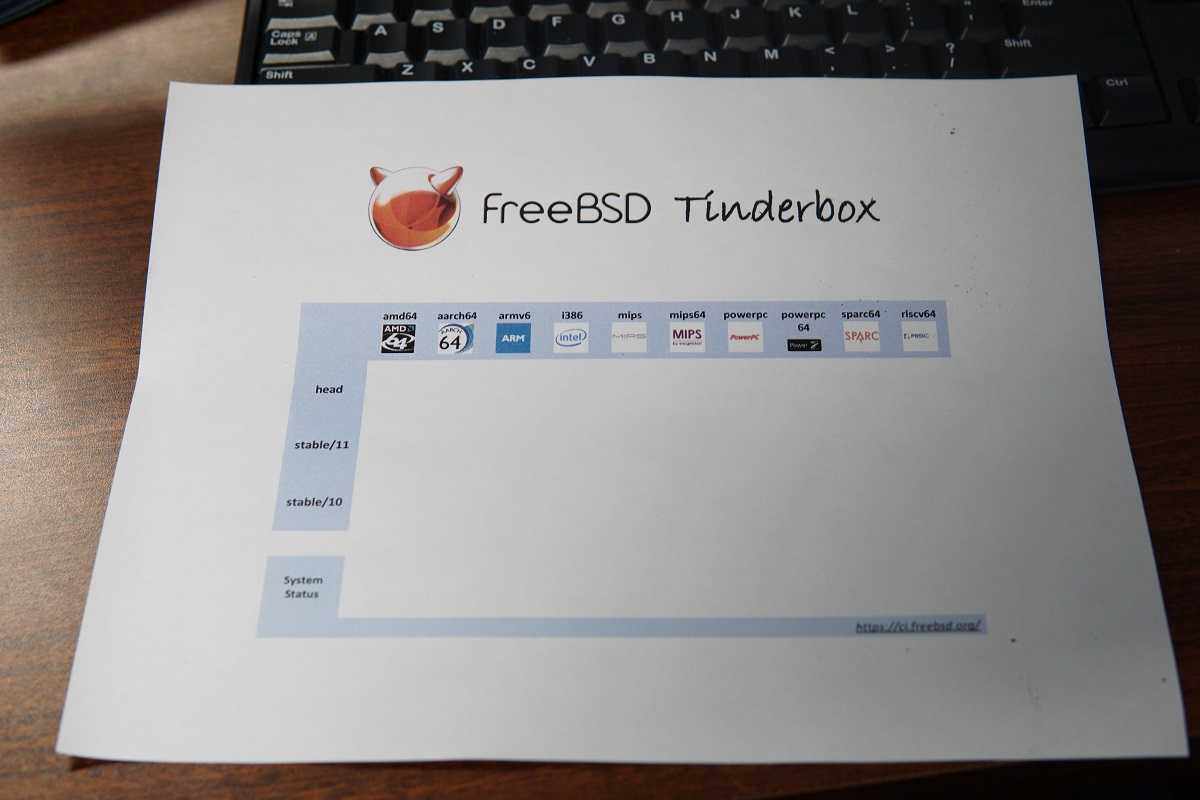 Caps Lock A
A S D F G H J K L : ; " ' Enter
Shift Z X C V B N M < , > . ? / Shift
Ctrl
FreeBSD Tinderbox
amd64 aarch64 armv6 i386 mips mips64 powerpc powerpc 64 sparc64 riscv64
AMD 64 AARCH 64 ARM intel MIPS MIPS PowerPC Power SPARC RISC
head
stable/11
stable/10
System
Status
https://ci.freebsd.org/